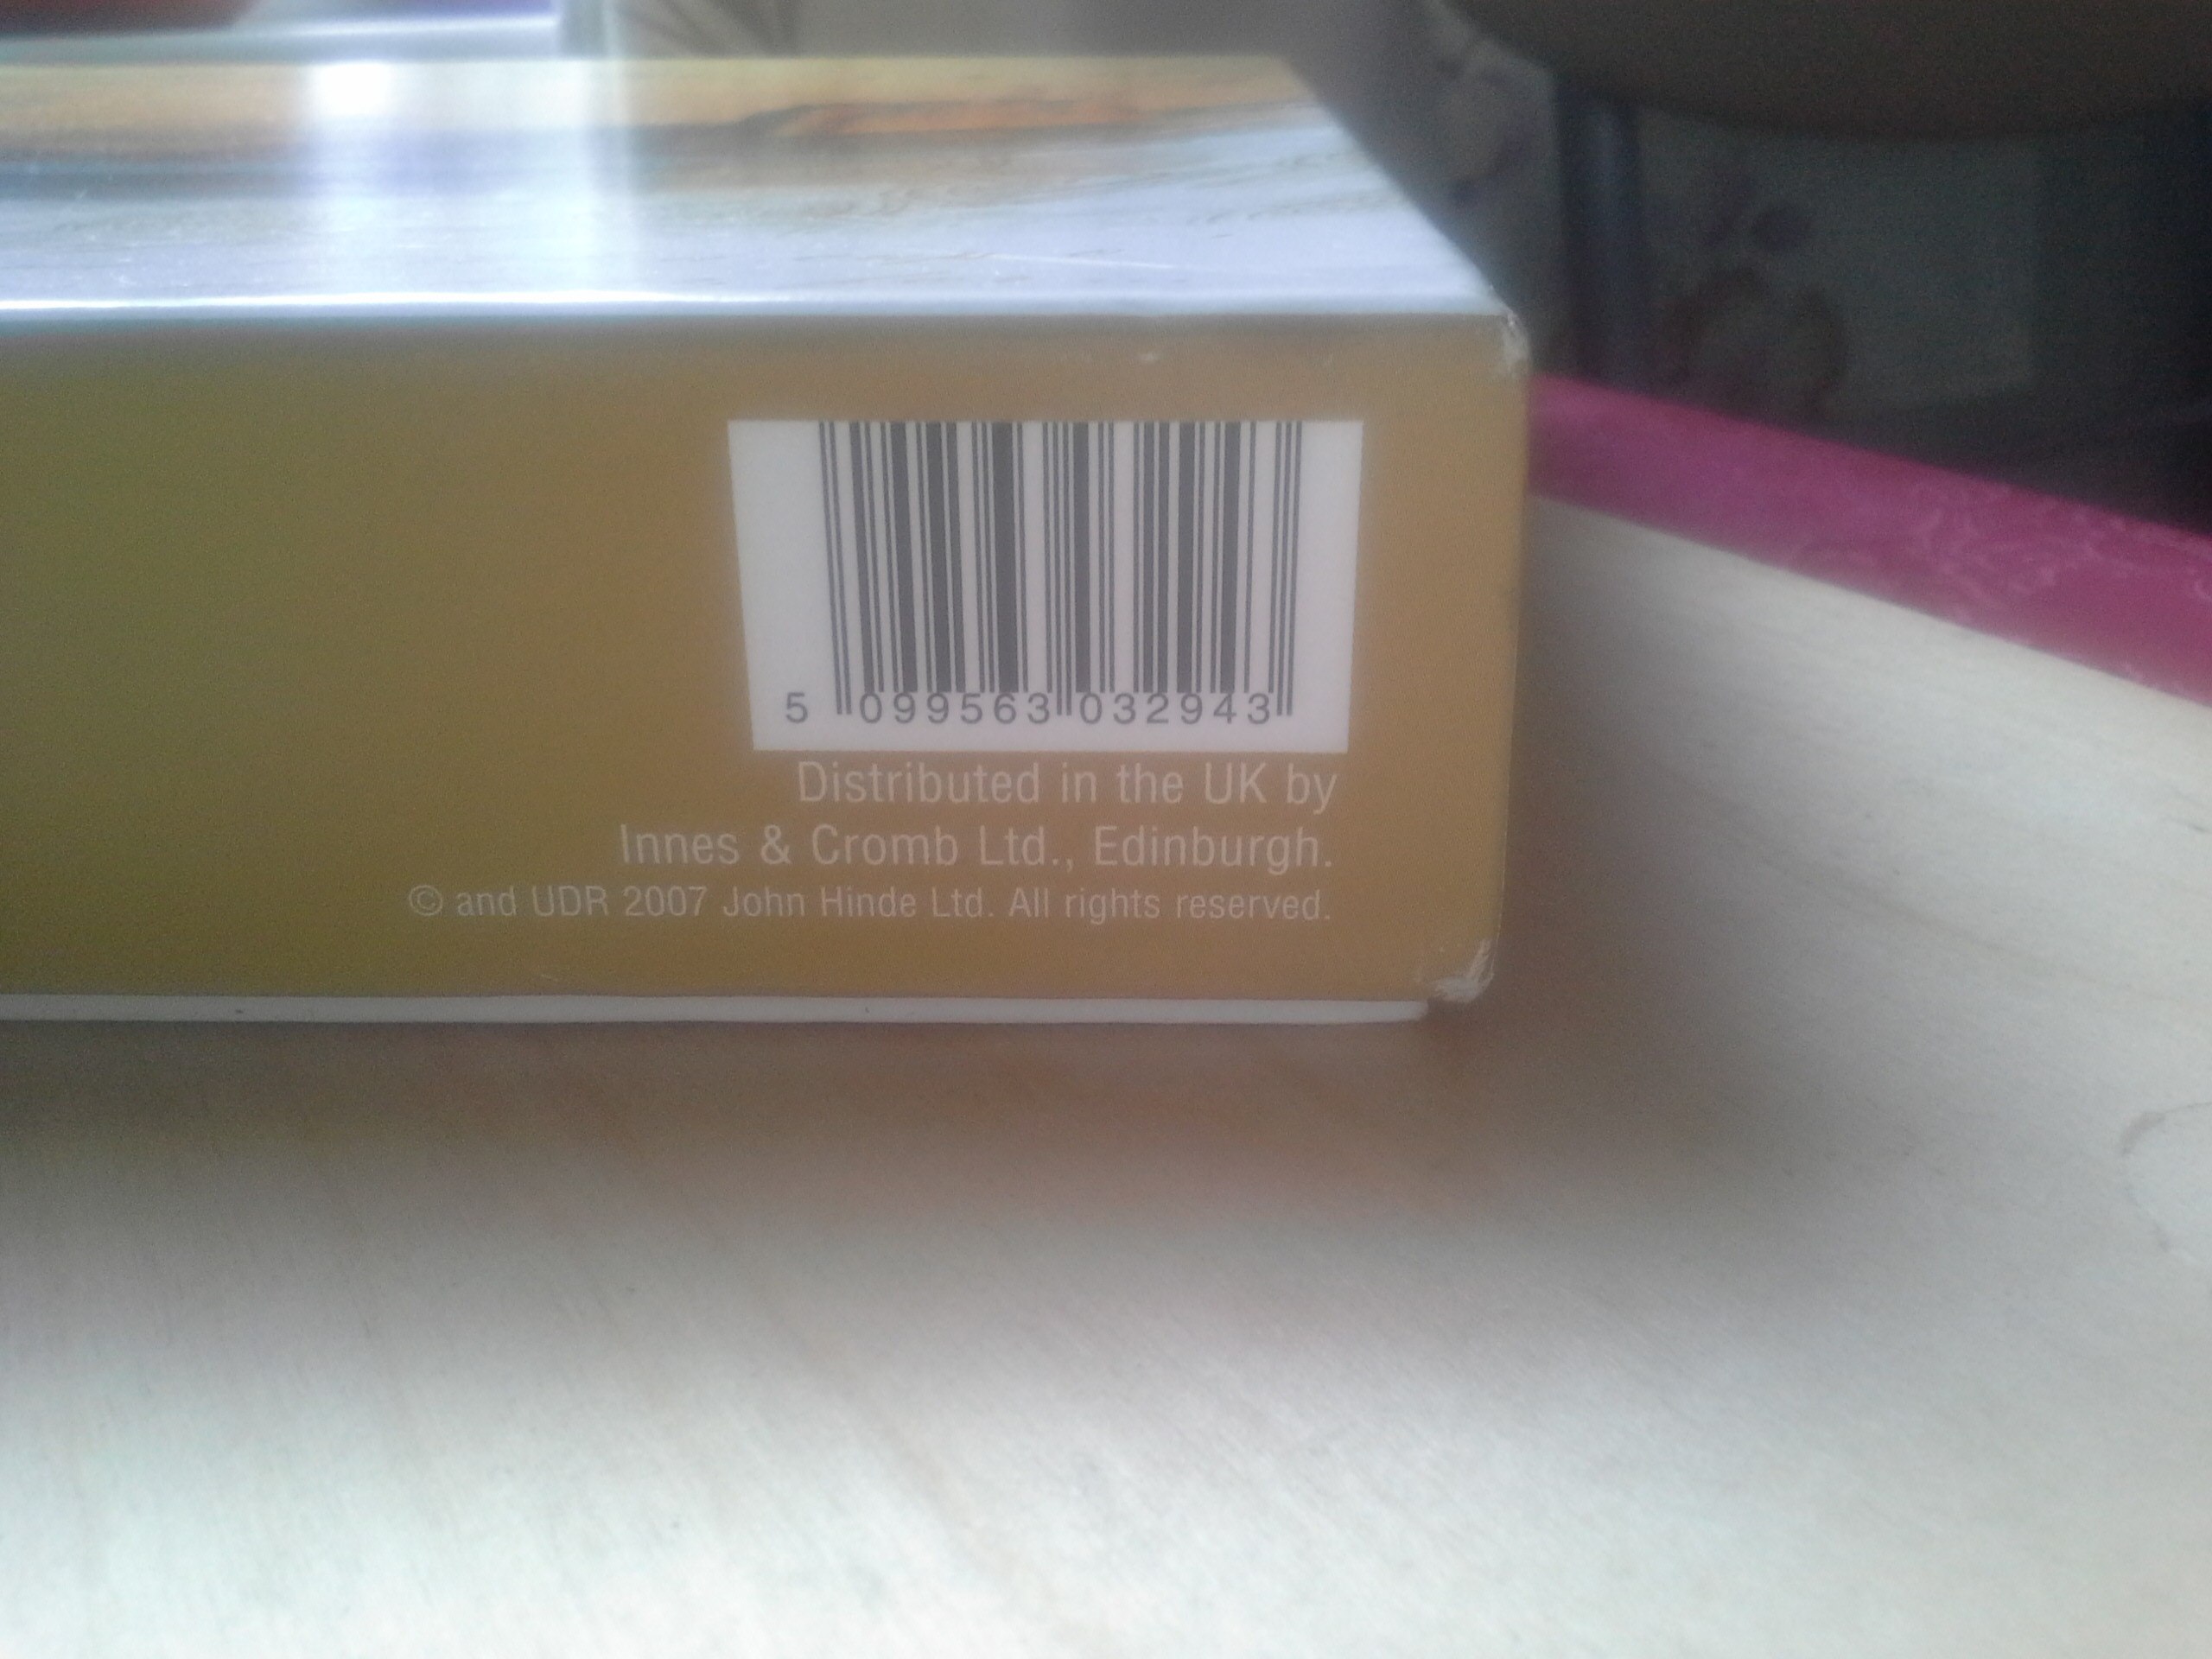 5 099563 032943
Distributed in the UK by
Innes & Cromb Ltd., Edinburgh.
© and UDR 2007 John Hinde Ltd. All rights reserved.